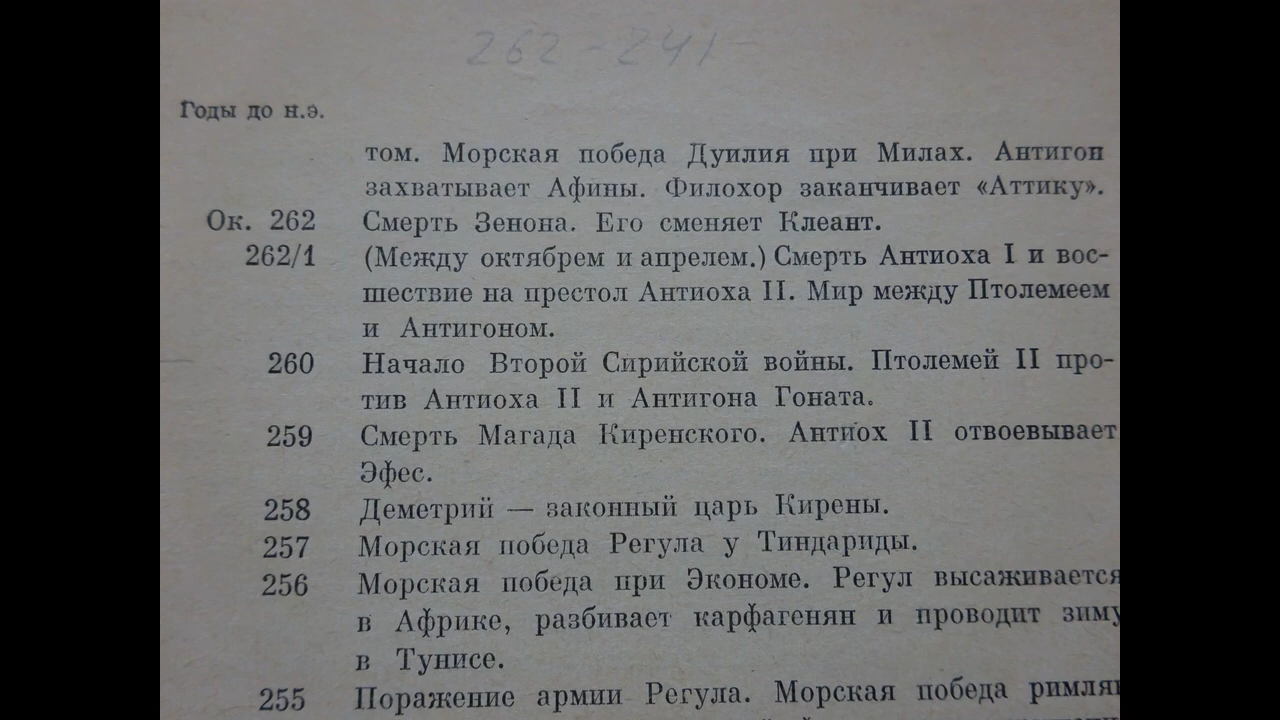 262 - 241 -
Годы до н.э.
том. Морская победа Дуилия при Милах. Антигон
захватывает Афины. Филохор заканчивает «Аттику».
Ок. 262 Смерть Зенона. Его сменяет Клеант.
262/1 (Между октябрем и апрелем.) Смерть Антиоха I и вос-
шествие на престол Антиоха II. Мир между Птолемеем
и Антигоном.
260 Начало Второй Сирийской войны. Птолемей II про-
тив Антиоха II и Антигона Гоната.
259 Смерть Магада Киренского. Антиох II отвоевывает
Эфес.
258 Деметрий — законный царь Кирены.
257 Морская победа Регула у Тиндариды.
256 Морская победа при Экономе. Регул высаживается
в Африке, разбивает карфагенян и проводит зиму
в Тунисе.
255 Поражение армии Регула. Морская победа римлян